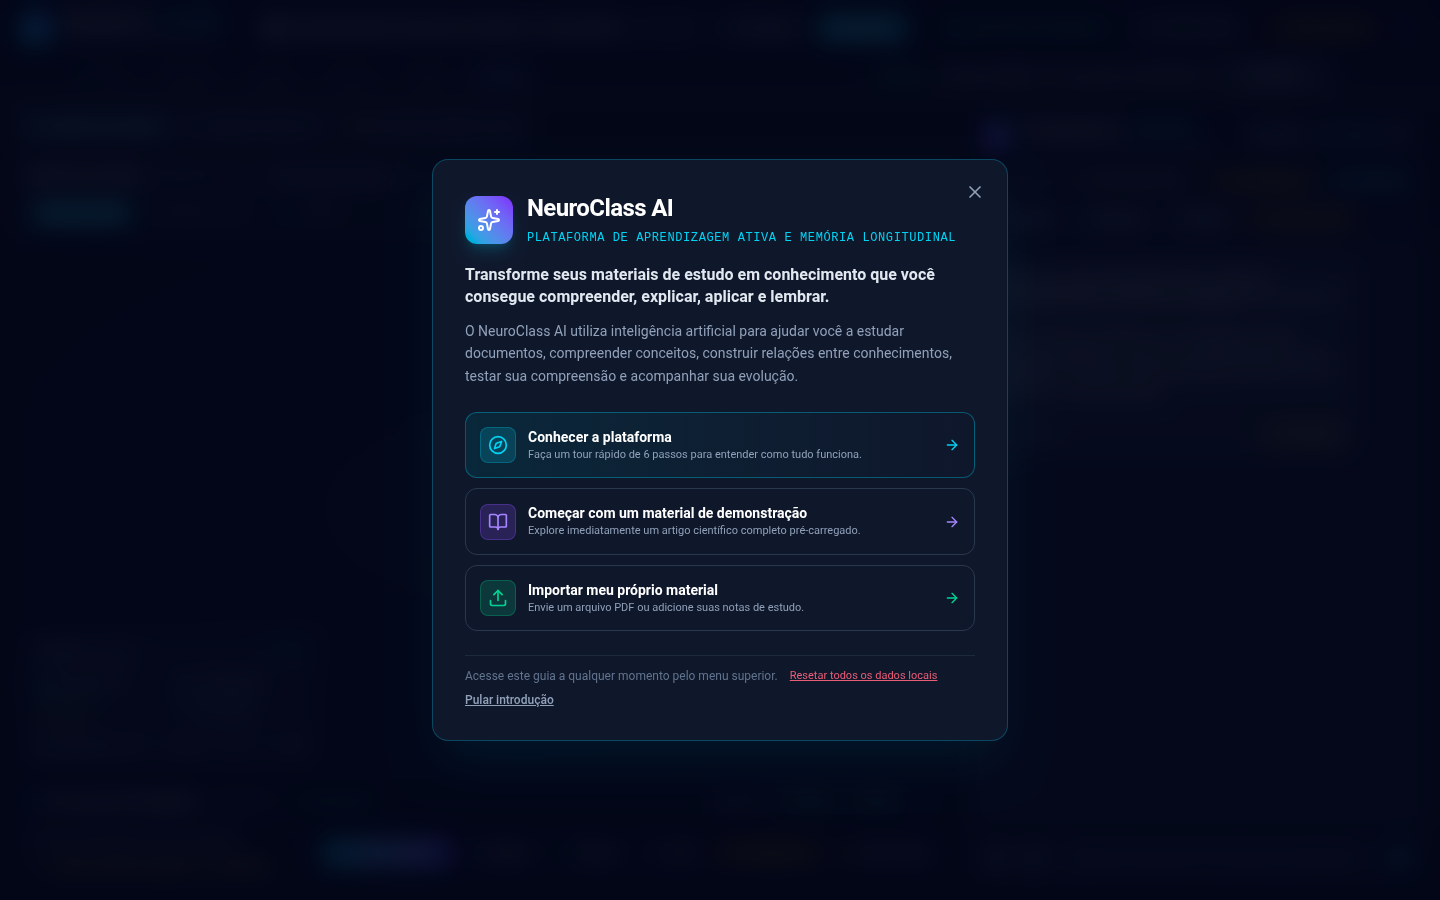 NeuroClass AI
PLATAFORMA DE APRENDIZAGEM ATIVA E MEMÓRIA LONGITUDINAL
Transforme seus materiais de estudo em conhecimento que você
consegue compreender, explicar, aplicar e lembrar.
O NeuroClass AI utiliza inteligência artificial para ajudar você a estudar
documentos, compreender conceitos, construir relações entre conhecimentos,
testar sua compreensão e acompanhar sua evolução.
Conhecer a plataforma
Faça um tour rápido de 6 passos para entender como tudo funciona.
Começar com um material de demonstração
Explore imediatamente um artigo científico completo pré-carregado.
Importar meu próprio material
Envie um arquivo PDF ou adicione suas notas de estudo.
Acesse este guia a qualquer momento pelo menu superior. Resetar todos os dados locais
Pular introdução